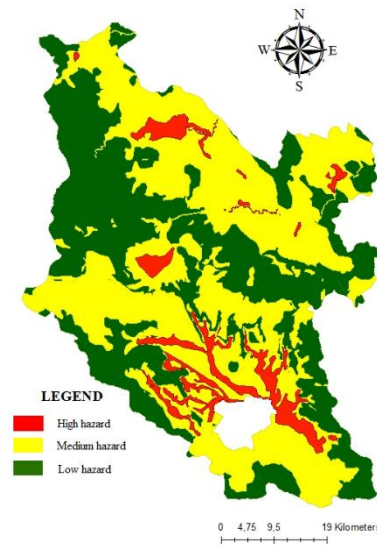 N
W E
S
LEGEND
High hazard
Medium hazard
Low hazard
0 4,75 9,5 19 Kilometers